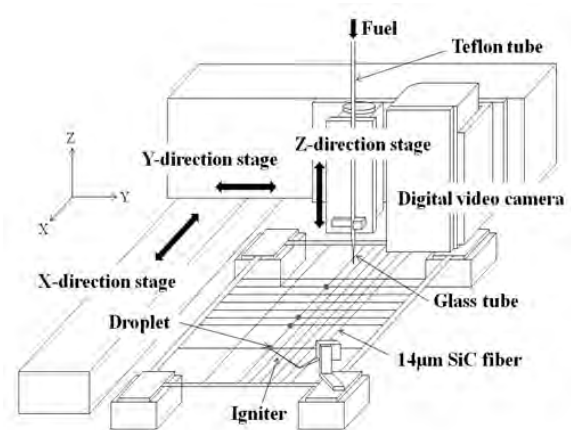 Fuel
Teflon tube
Z
Y
X
Y-direction stage
Z-direction stage
Digital video camera
X-direction stage
Glass tube
Droplet
14μm SiC fiber
Igniter